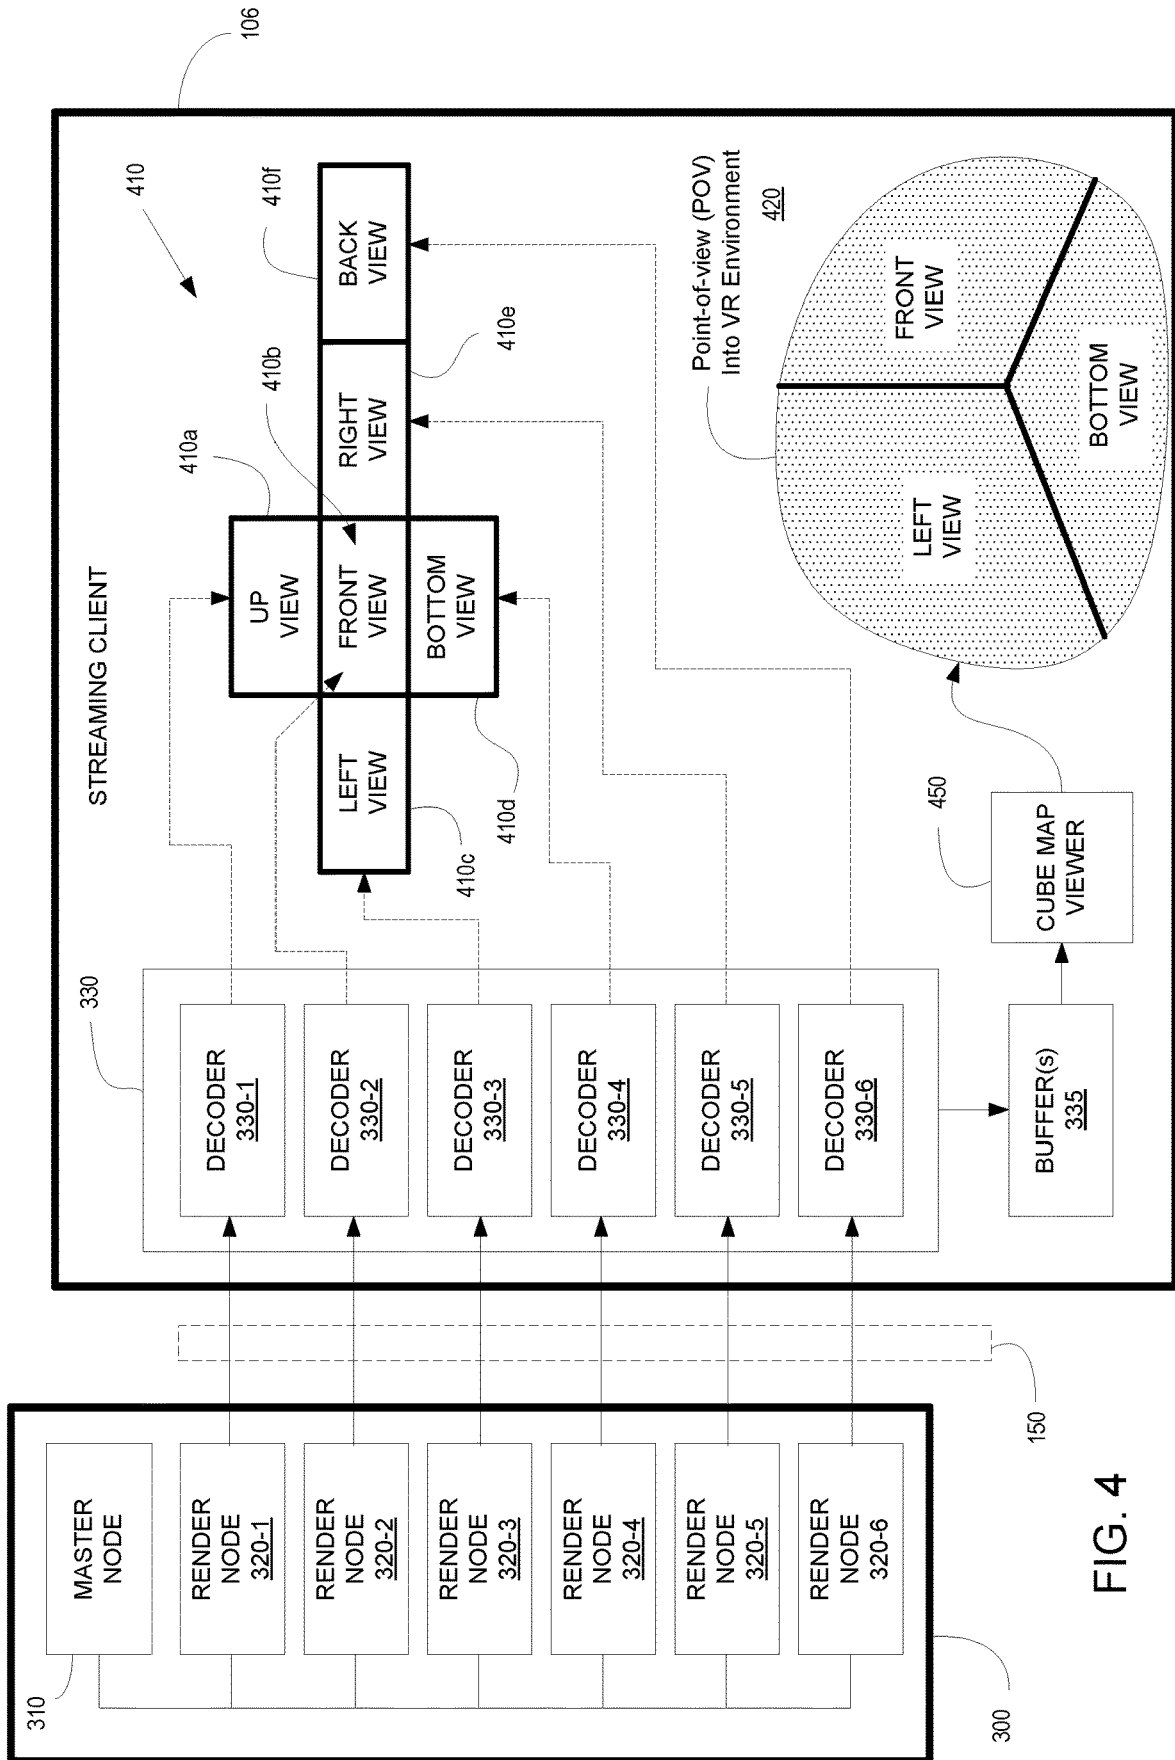 310
MASTER
NODE
RENDER
NODE
320-1
RENDER
NODE
320-2
RENDER
NODE
320-3
RENDER
NODE
320-4
RENDER
NODE
320-5
RENDER
NODE
320-6
300
150
FIG. 4
106
STREAMING CLIENT
330
DECODER
330-1
DECODER
330-2
DECODER
330-3
DECODER
330-4
DECODER
330-5
DECODER
330-6
BUFFER(s)
335
450
CUBE MAP
VIEWER
410
410a
410b
410f
UP
VIEW
LEFT
VIEW
FRONT
VIEW
RIGHT
VIEW
BACK
VIEW
BOTTOM
VIEW
410c
410d
410e
Point-of-view (POV)
Into VR Environment
420
LEFT
VIEW
FRONT
VIEW
BOTTOM
VIEW